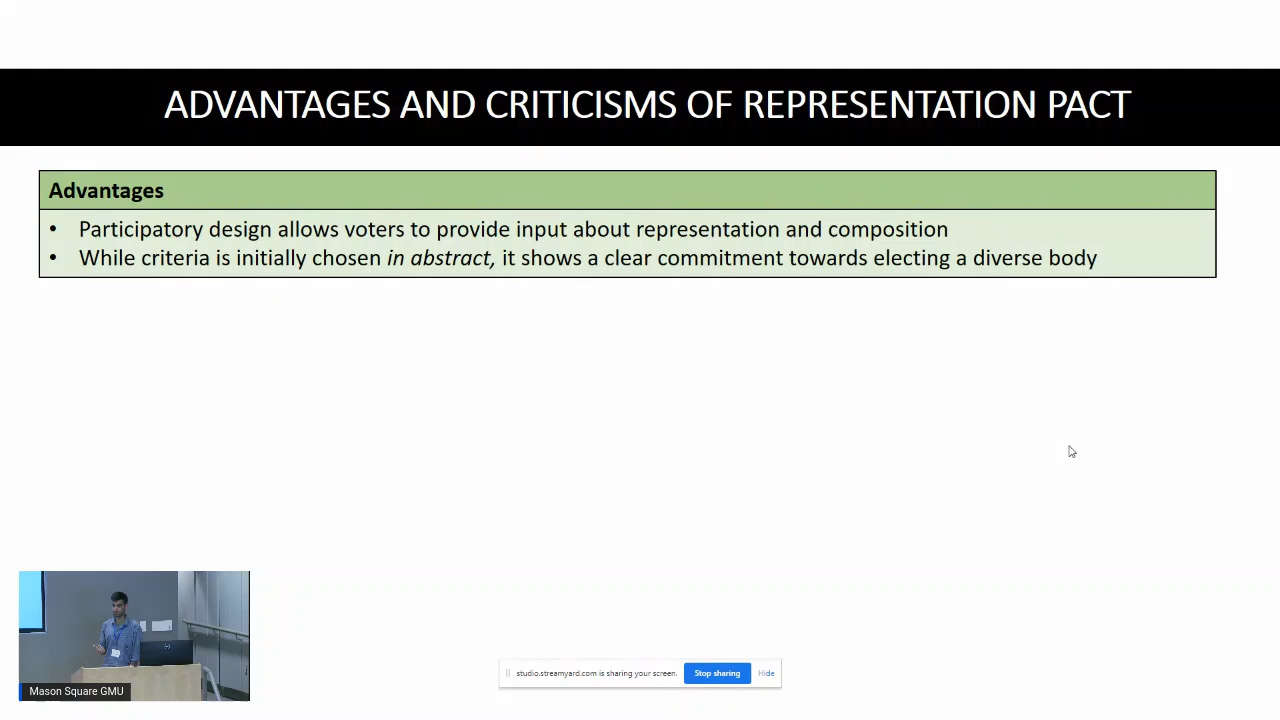 ADVANTAGES AND CRITICISMS OF REPRESENTATION PACT
Advantages
• Participatory design allows voters to provide input about representation and composition
• While criteria is initially chosen in abstract, it shows a clear commitment towards electing a diverse body
Mason Square GMU
studio.streamyard.com is sharing your screen.
Stop sharing
Hide